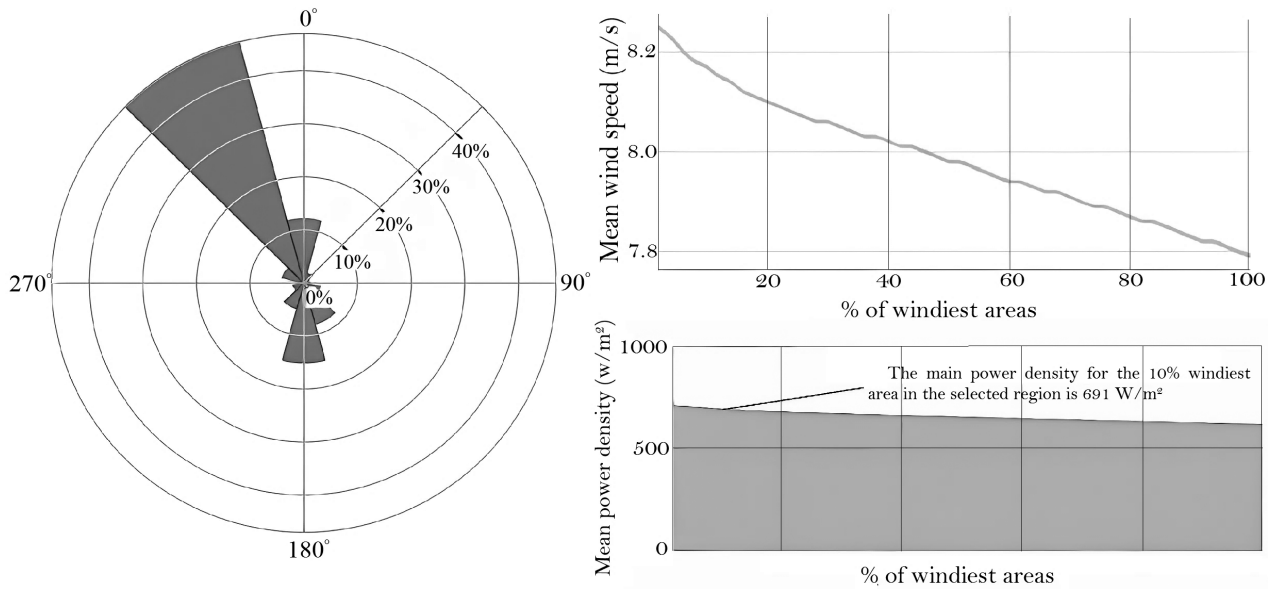 0°
40%
30%
20%
10%
0%
270°
90°
180°
Mean wind speed (m/s)
8.2
8.0
7.8
20 40 60 80 100
% of windiest areas
Mean power density (w/m²)
1000
500
0
The main power density for the 10% windiest
area in the selected region is 691 W/m²
% of windiest areas